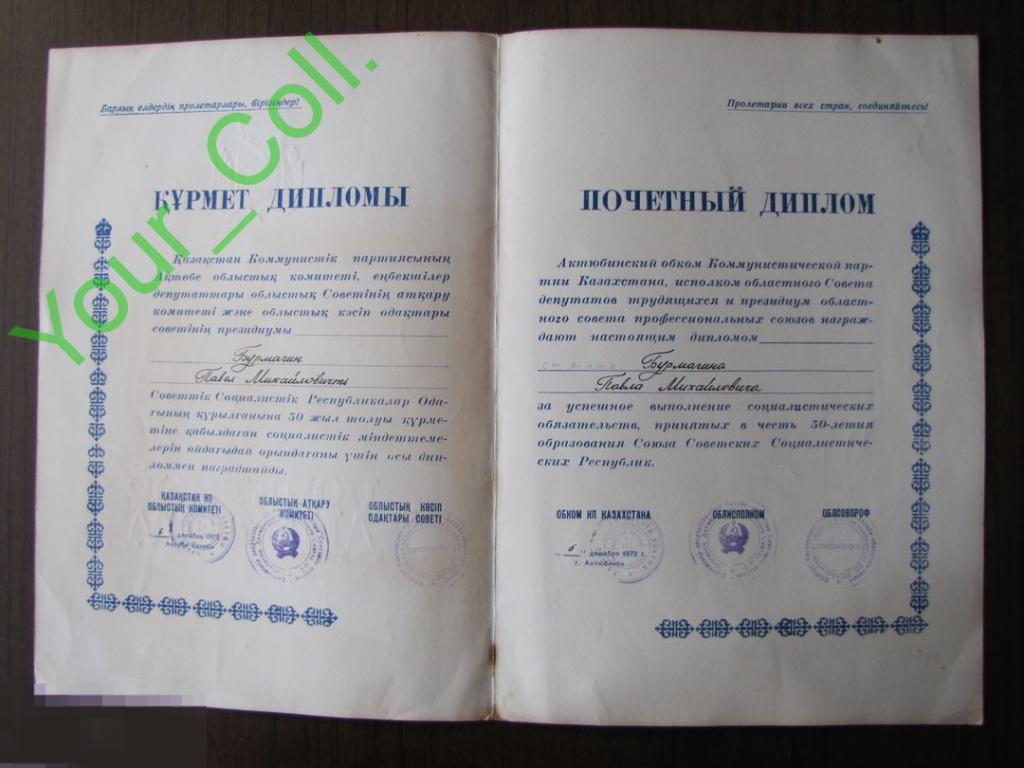 Your_Coll.
Барлық елдердің пролетарлары, бірігіңдер!
ҚҰРМЕТ ДИПЛОМЫ
Қазақстан Коммунистік партиясының
Ақтөбе облыстық комитеті, еңбекшілер
депутаттары облыстық Советінің атқару
комитеті және облыстық кәсіп одақтары
советінің президиумы
Бурмагин
Павел Михайловичті
Советтік Социалистік Республикалар Ода-
ғының құрылғанына 50 жыл толуы құрме-
тіне қабылдаған социалистік міндеттеме-
лерін ойдағыдай орындағаны үшін осы дип-
ломмен наградтайды.
ҚАЗАҚСТАН КП
ОБЛЫСТЫҚ КОМИТЕТІ
ОБЛЫСТЫҚ АТҚАРУ
КОМИТЕТІ
ОБЛЫСТЫҚ КӘСІП
ОДАҚТАРЫ СОВЕТІ
6 декабрь 1972
Пролетарии всех стран, соединяйтесь!
ПОЧЕТНЫЙ ДИПЛОМ
Актюбинский обком Коммунистической пар-
тии Казахстана, исполком областного Совета
депутатов трудящихся и президиум област-
ного совета профессиональных союзов награж-
дают настоящим дипломом
Бурмагина
Павла Михайловича
за успешное выполнение социалистических
обязательств, принятых в честь 50-летия
образования Союза Советских Социалистиче-
ских Республик.
ОБКОМ КП КАЗАХСТАНА
ОБЛИСПОЛКОМ
ОБЛСОВПРОФ
„6" декабря 1972 г.
г. Актюбинск